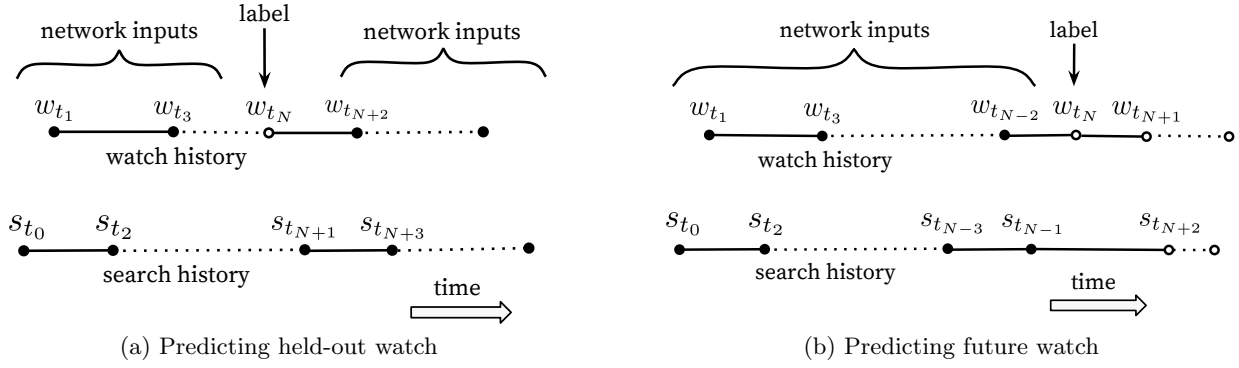 label
network inputs network inputs
w_{t_1} w_{t_3} w_{t_N} w_{t_{N+2}}
watch history
s_{t_0} s_{t_2} s_{t_{N+1}} s_{t_{N+3}}
search history
time
(a) Predicting held-out watch
network inputs
label
w_{t_1} w_{t_3} w_{t_{N-2}} w_{t_N} w_{t_{N+1}}
watch history
s_{t_0} s_{t_2} s_{t_{N-3}} s_{t_{N-1}} s_{t_{N+2}}
search history
time
(b) Predicting future watch